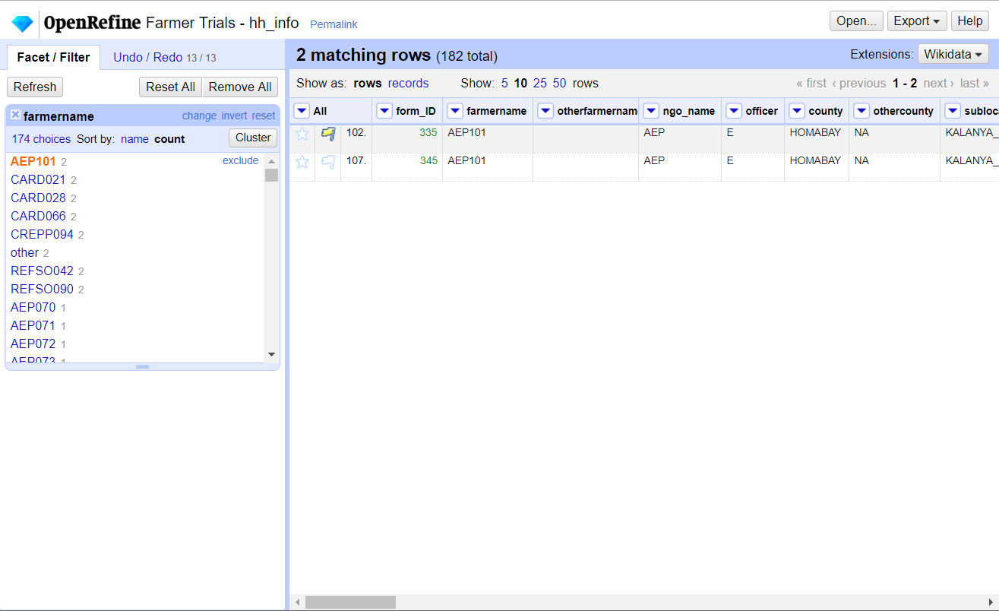 OpenRefine Farmer Trials - hh_info Permalink Open... Export Help
Facet / Filter Undo / Redo 13 / 13
2 matching rows (182 total) Extensions: Wikidata
Refresh Reset All Remove All
Show as: rows records Show: 5 10 25 50 rows « first ‹ previous 1 - 2 next › last »
farmername change invert reset
174 choices Sort by: name count Cluster
AEP101 2 exclude
CARD021 2
CARD028 2
CARD066 2
CREPP094 2
other 2
REFSO042 2
REFSO090 2
AEP070 1
AEP071 1
AEP072 1
AEP073 1
All form_ID farmername otherfarmernam ngo_name officer county othercounty subloca
102. 335 AEP101 AEP E HOMABAY NA KALANYA_
107. 345 AEP101 AEP E HOMABAY NA KALANYA_